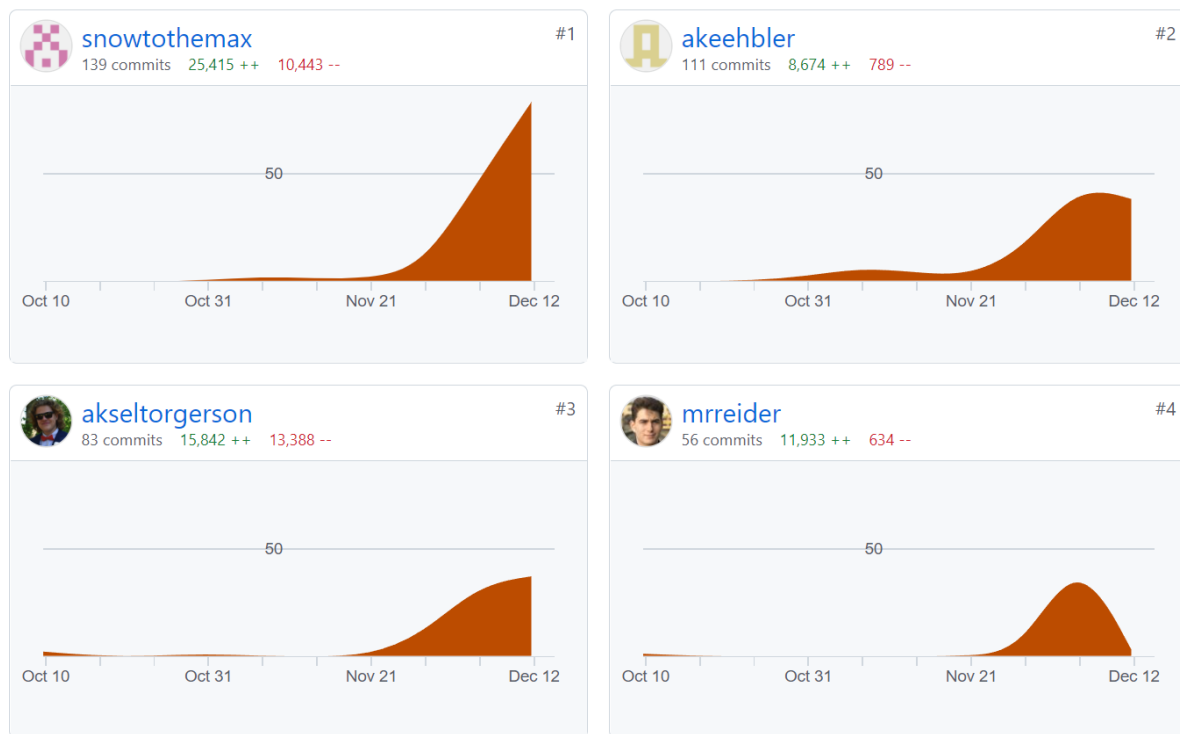 snowtothemax #1
139 commits 25,415 ++ 10,443 --
50
Oct 10 Oct 31 Nov 21 Dec 12
akeehbler #2
111 commits 8,674 ++ 789 --
50
Oct 10 Oct 31 Nov 21 Dec 12
akseltorgerson #3
83 commits 15,842 ++ 13,388 --
50
Oct 10 Oct 31 Nov 21 Dec 12
mrreider #4
56 commits 11,933 ++ 634 --
50
Oct 10 Oct 31 Nov 21 Dec 12